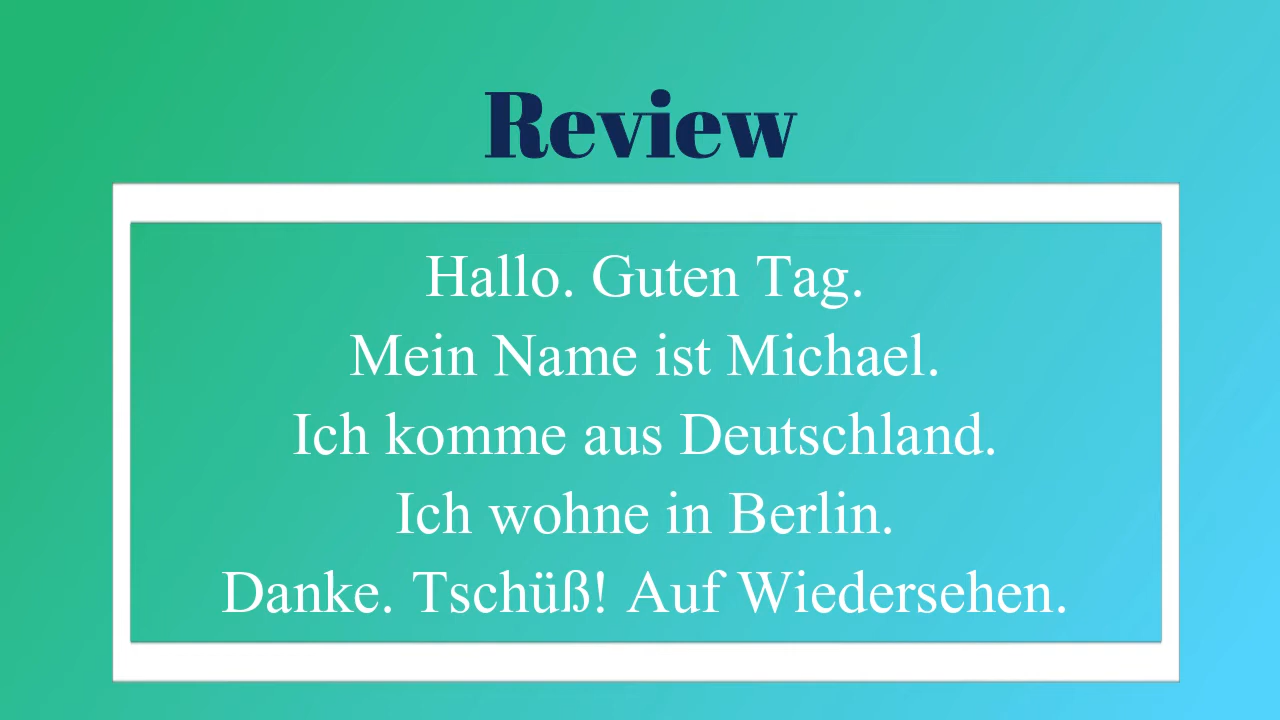 Review
Hallo. Guten Tag.
Mein Name ist Michael.
Ich komme aus Deutschland.
Ich wohne in Berlin.
Danke. Tschüß! Auf Wiedersehen.